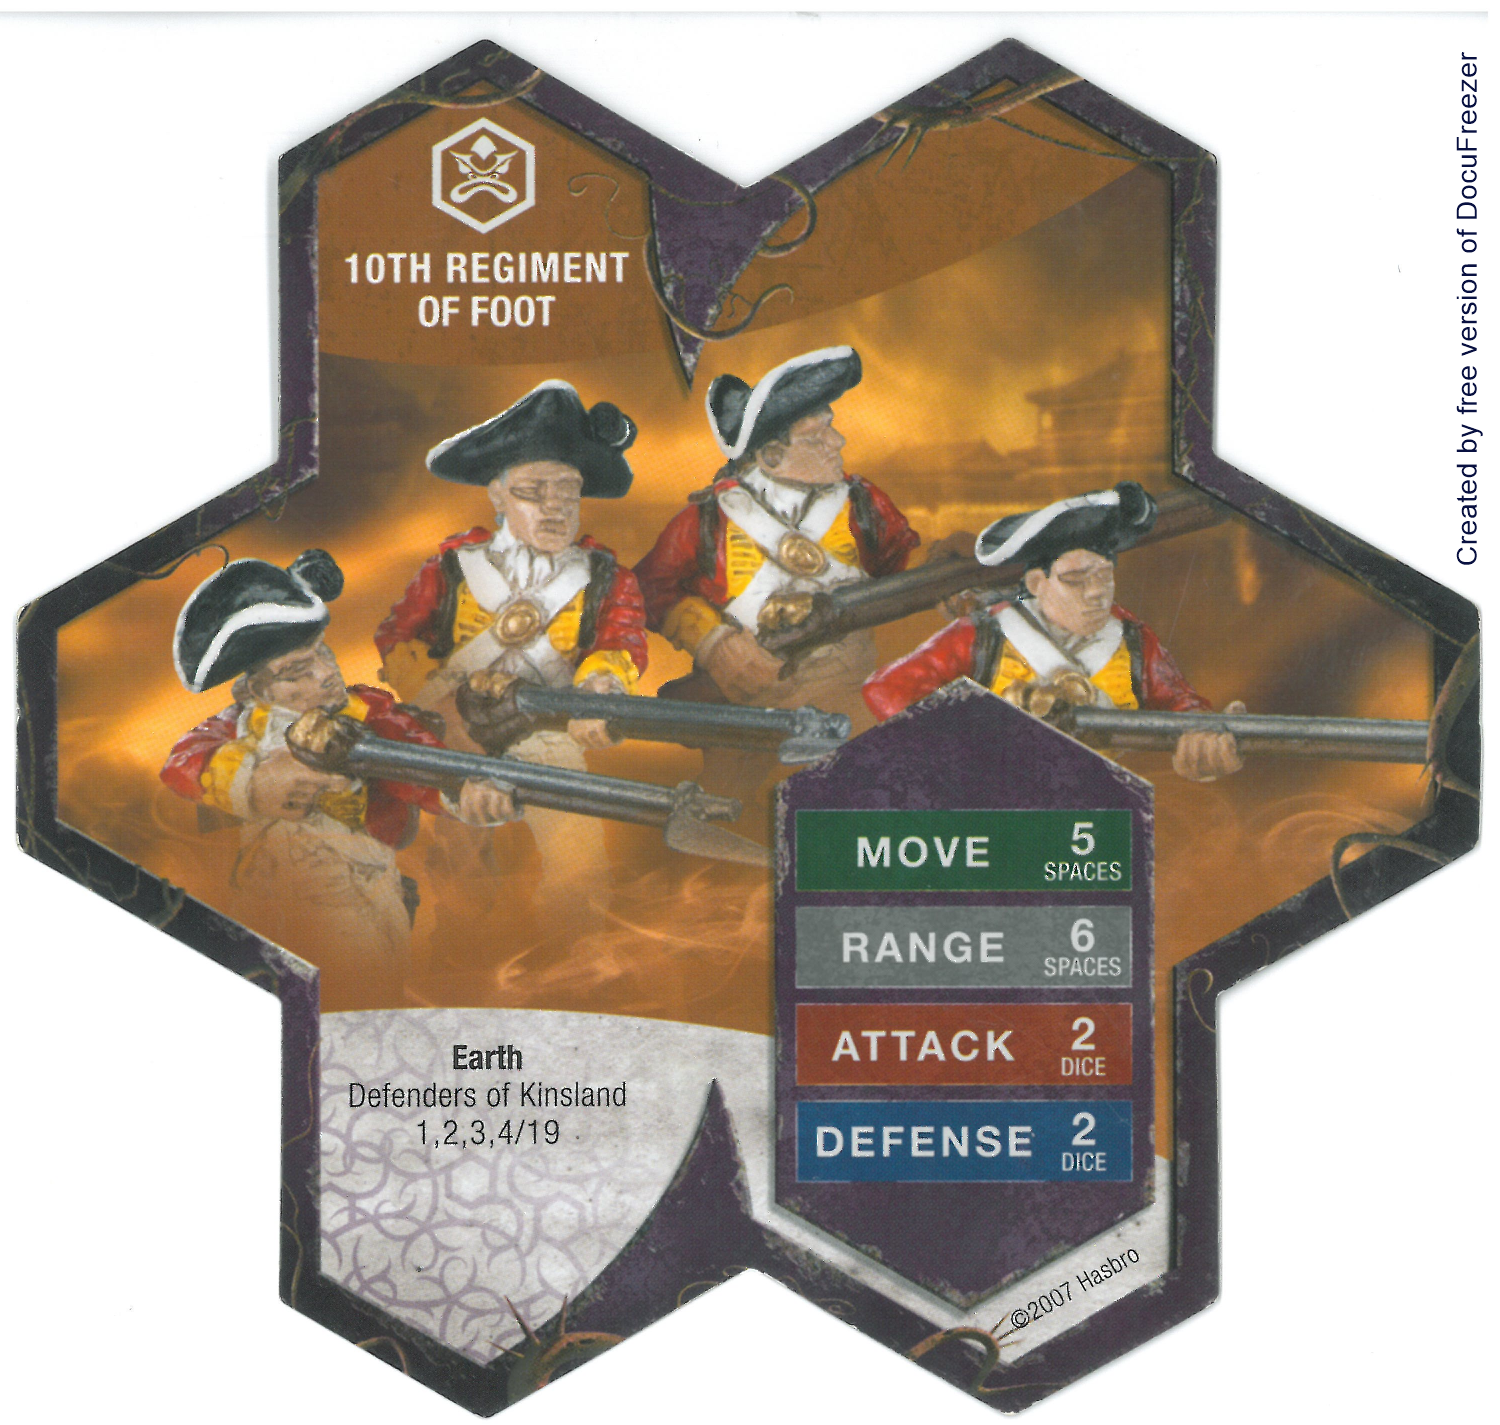 10TH REGIMENT
OF FOOT
MOVE 5
SPACES
RANGE 6
SPACES
ATTACK 2
DICE
DEFENSE 2
DICE
Earth
Defenders of Kinsland
1,2,3,4/19
©2007 Hasbro
Created by free version of DocuFreezer